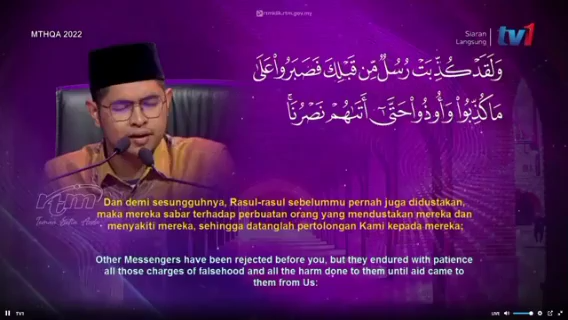 MTHQA 2022
Siaran
Langsung
tv1
وَلَقَدْ كُذِّبَتْ رُسُلٌ مِّن قَبْلِكَ فَصَبَرُوا۟ عَلَىٰ
مَا كُذِّبُوا۟ وَأُوذُوا۟ حَتَّىٰٓ أَتَىٰهُمْ نَصْرُنَا ۚ
rtm
Dan demi sesungguhnya, Rasul-rasul sebelummu pernah juga didustakan,
maka mereka sabar terhadap perbuatan orang yang mendustakan mereka dan
menyakiti mereka, sehingga datanglah pertolongan Kami kepada mereka;
Other Messengers have been rejected before you, but they endured with patience
all those charges of falsehood and all the harm done to them until aid came to
them from Us:
TV1
LIVE